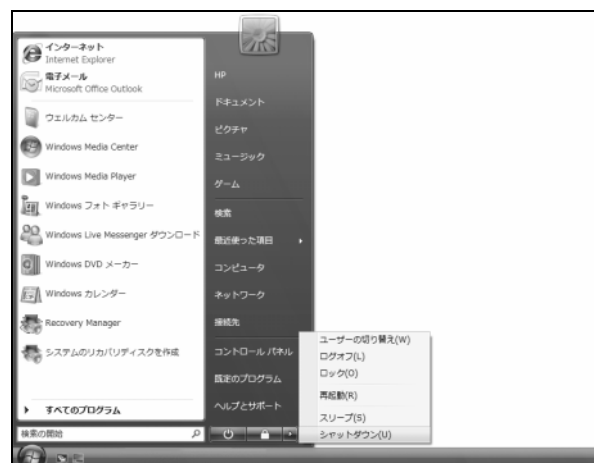 インターネット
Internet Explorer
電子メール
Microsoft Office Outlook
ウェルカム センター
Windows Media Center
Windows Media Player
Windows フォト ギャラリー
Windows Live Messenger ダウンロード
Windows DVD メーカー
Windows カレンダー
Recovery Manager
システムのリカバリディスクを作成
すべてのプログラム
検索の開始
HP
ドキュメント
ピクチャ
ミュージック
ゲーム
検索
最近使った項目
コンピュータ
ネットワーク
接続先
コントロール パネル
既定のプログラム
ヘルプとサポート
ユーザーの切り替え(W)
ログオフ(L)
ロック(O)
再起動(R)
スリープ(S)
シャットダウン(U)